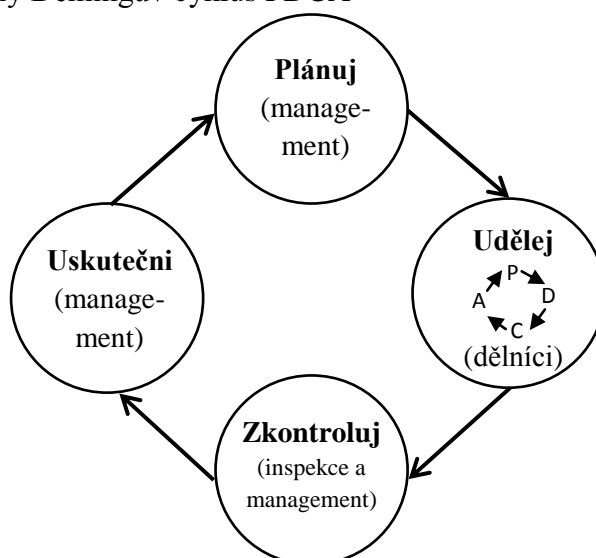 Demingův cyklus PDCA
Plánuj
(manage-
ment)
Udělej
P
D
C
A
(dělníci)
Zkontroluj
(inspekce a
management)
Uskutečni
(manage-
ment)